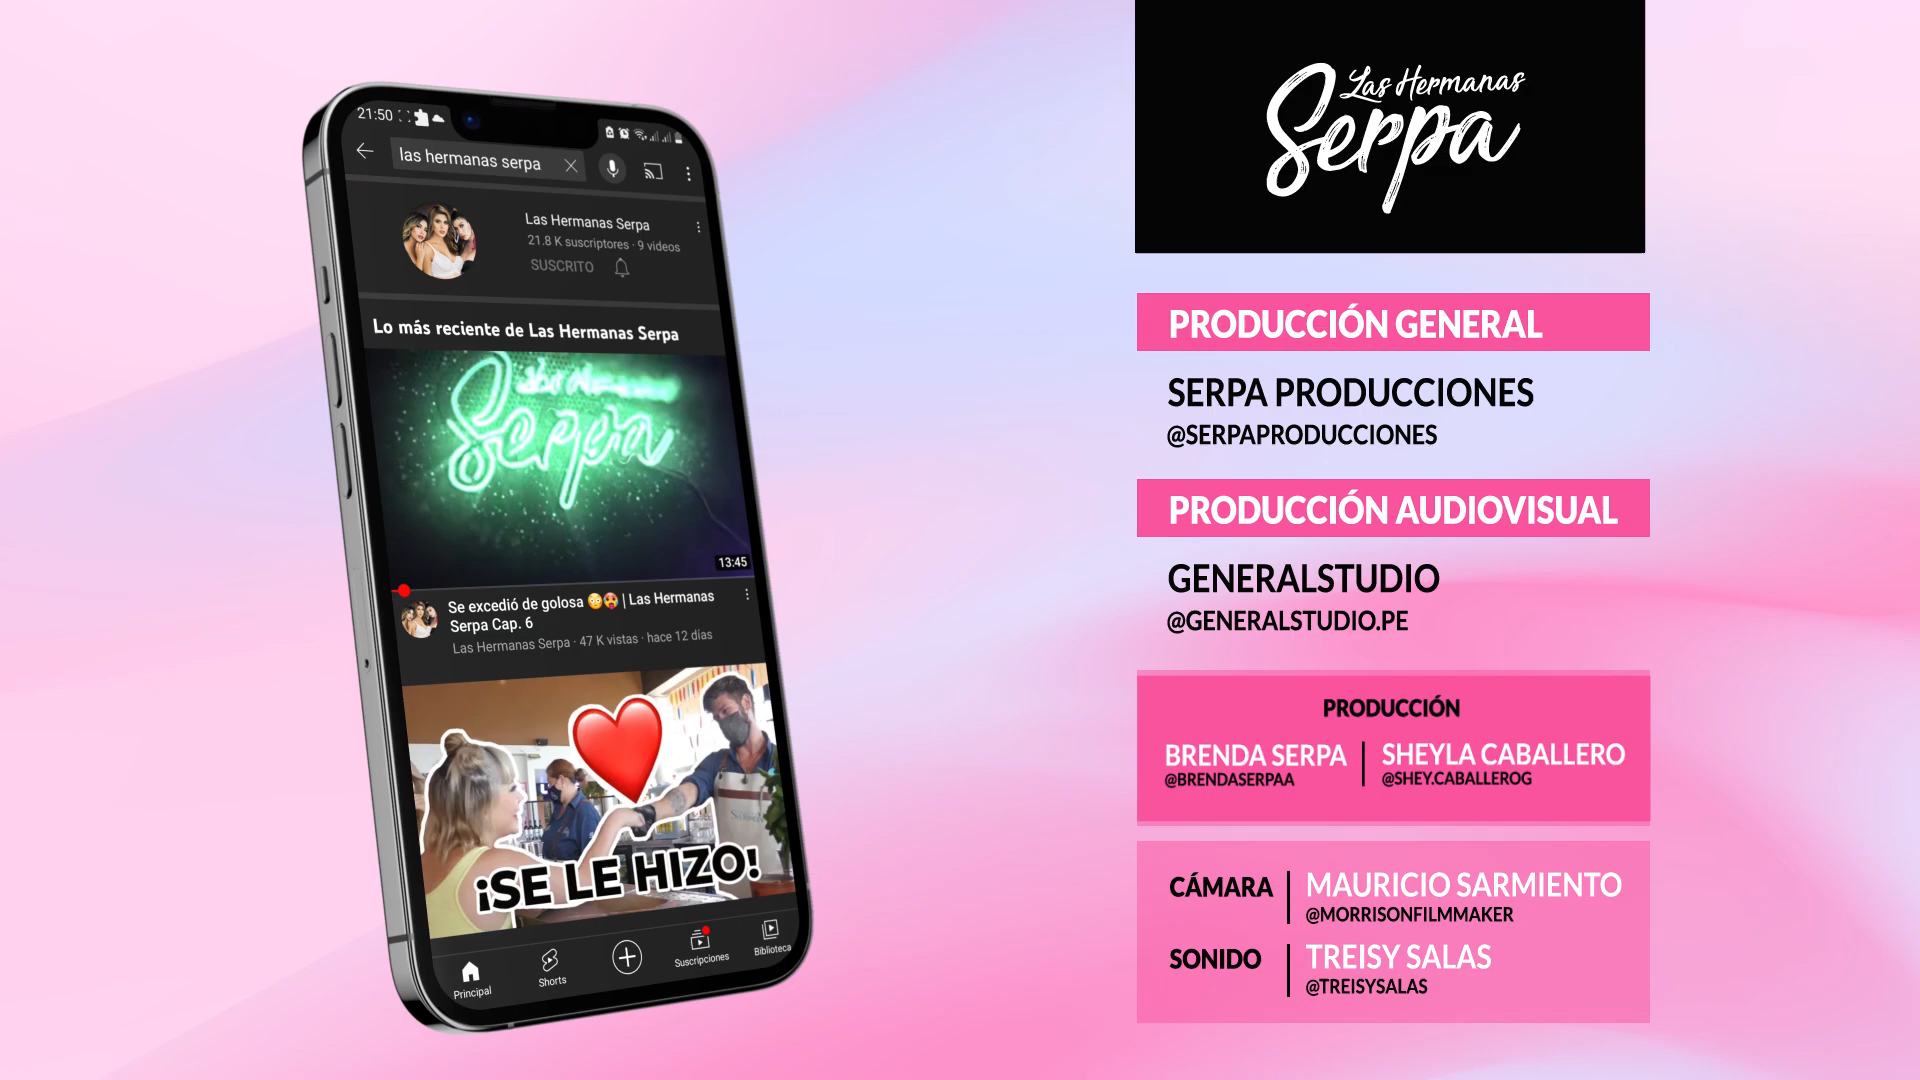 21:50
las hermanas serpa
Las Hermanas Serpa
21.8 K suscriptores · 9 videos
SUSCRITO
Lo más reciente de Las Hermanas Serpa
Las Hermanas
Serpa
13:45
Se excedió de golosa 😳🥵 | Las Hermanas
Serpa Cap. 6
Las Hermanas Serpa · 47 K vistas · hace 12 días
¡SE LE HIZO!
Principal
Shorts
Suscripciones
Biblioteca
Las Hermanas
Serpa
PRODUCCIÓN GENERAL
SERPA PRODUCCIONES
@SERPAPRODUCCIONES
PRODUCCIÓN AUDIOVISUAL
GENERALSTUDIO
@GENERALSTUDIO.PE
PRODUCCIÓN
BRENDA SERPA
@BRENDASERPAA
SHEYLA CABALLERO
@SHEY.CABALLEROG
CÁMARA
MAURICIO SARMIENTO
@MORRISONFILMMAKER
SONIDO
TREISY SALAS
@TREISYSALAS